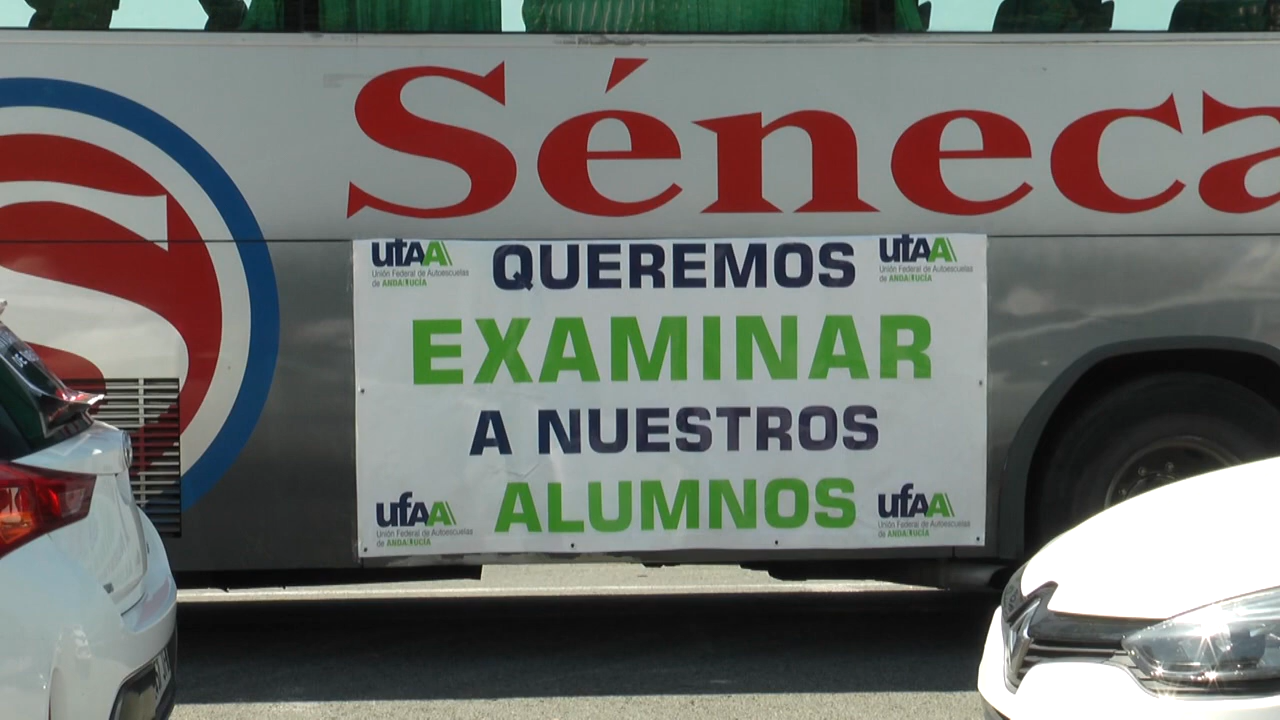 Séneca
ufAA
Unión Federal de Autoescuelas
de ANDALUCÍA
QUEREMOS
ufAA
Unión Federal de Autoescuelas
de ANDALUCÍA
EXAMINAR
A NUESTROS
ALUMNOS
ufAA
Unión Federal de Autoescuelas
de ANDALUCÍA
ufAA
Unión Federal de Autoescuelas
de ANDALUCÍA